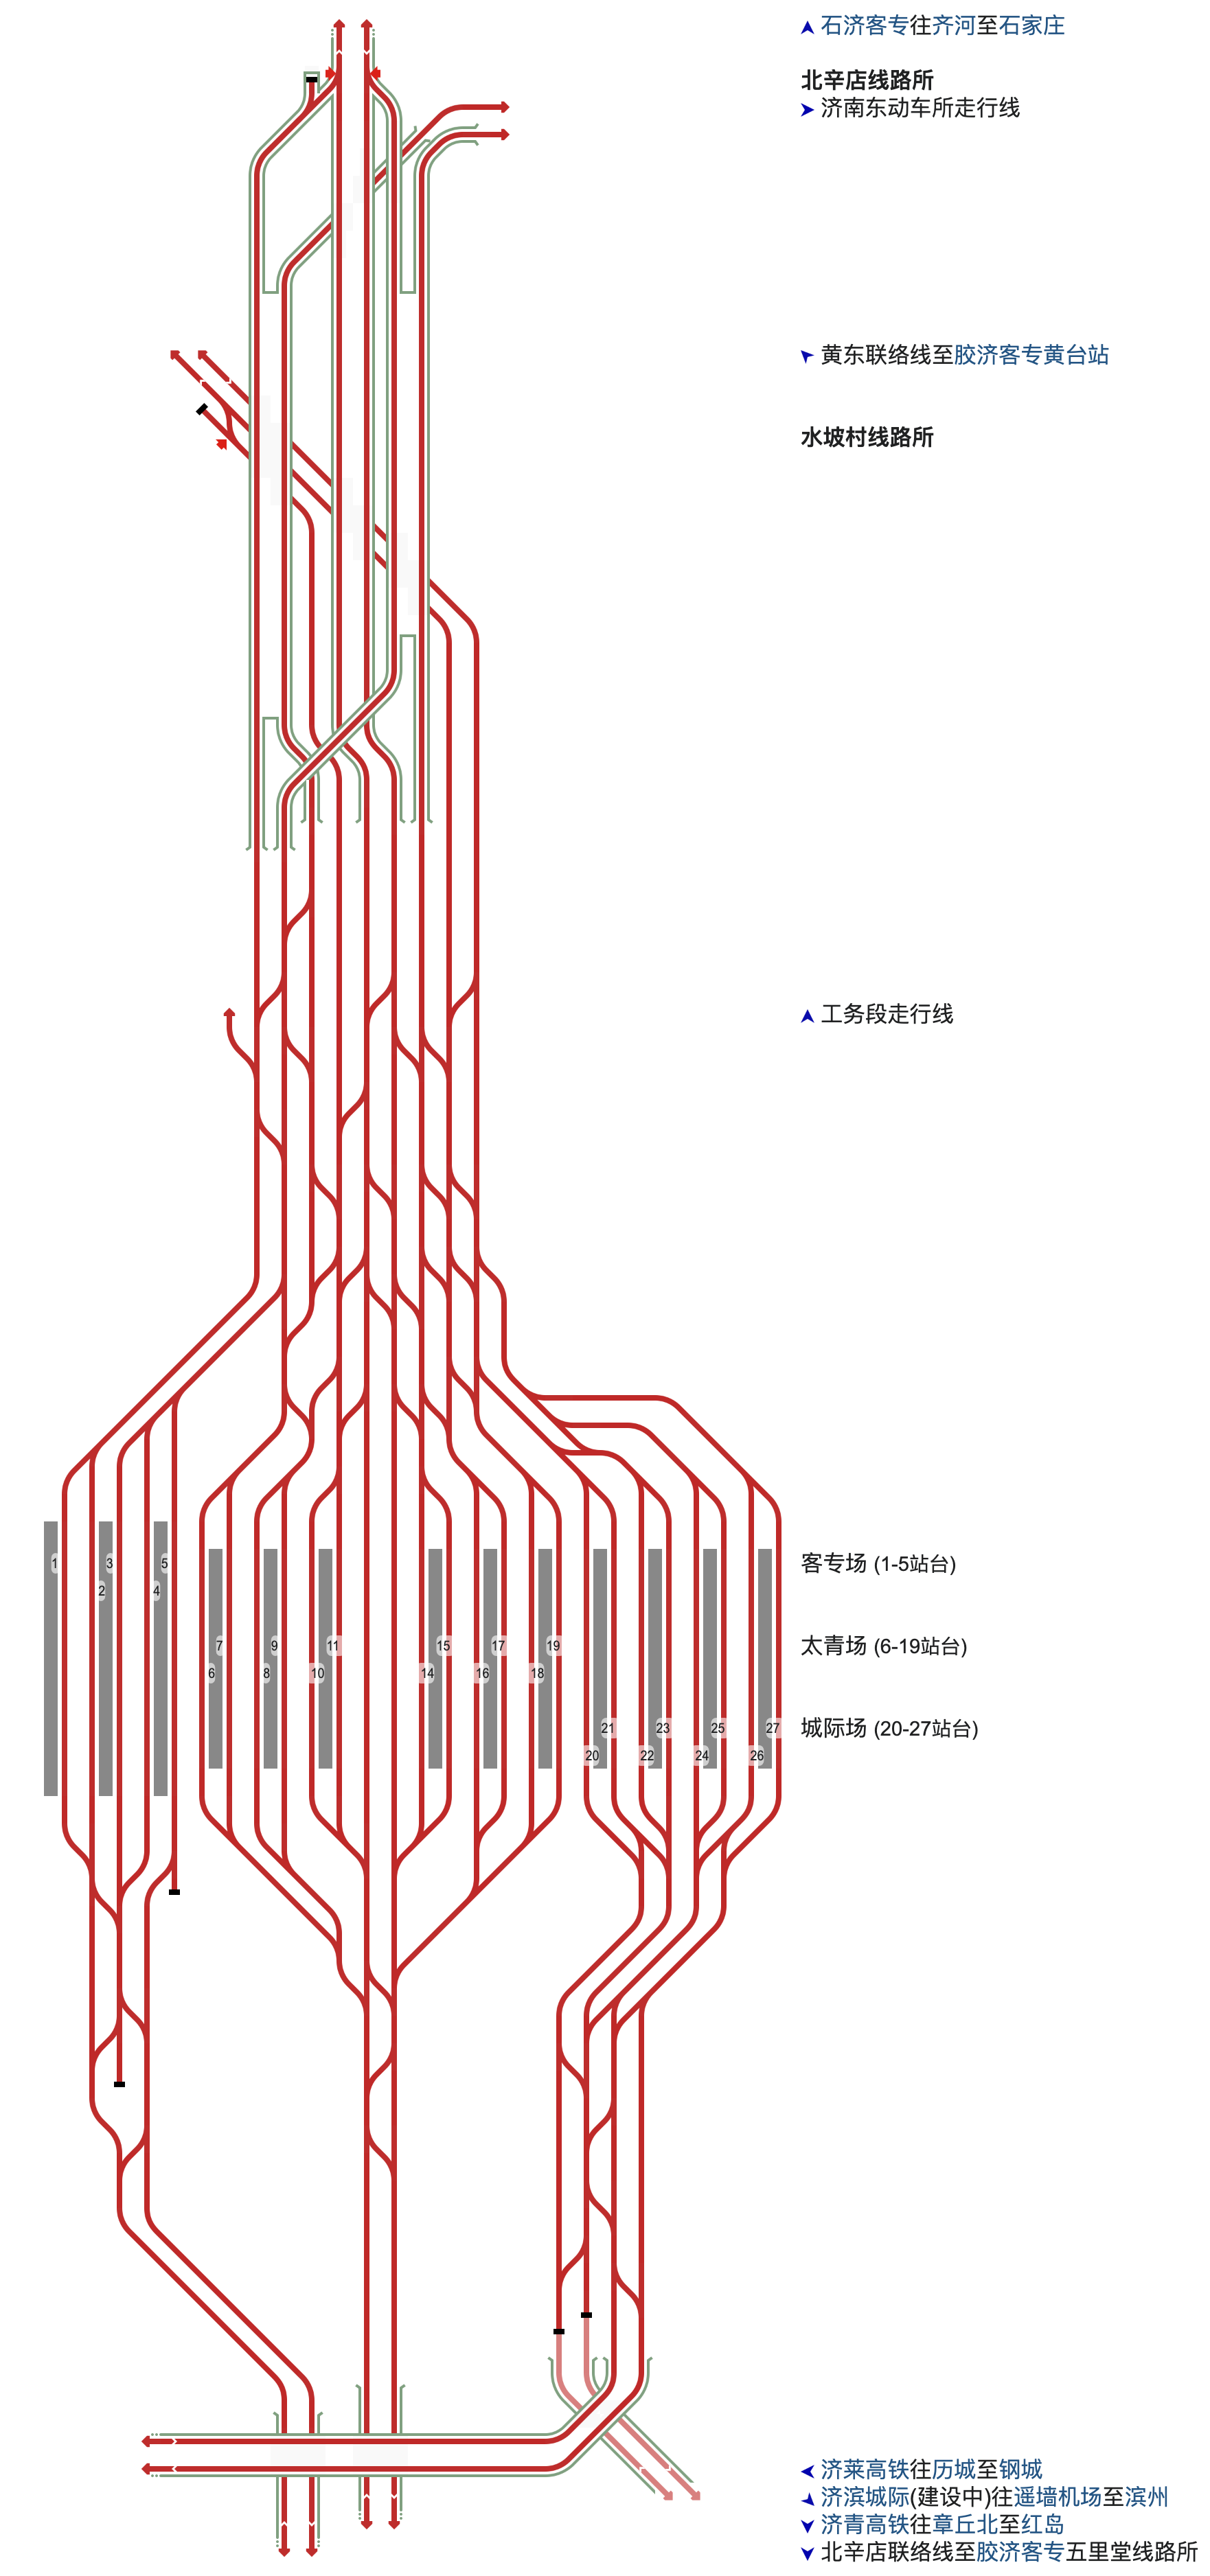 石济客专往齐河至石家庄
北辛店线路所
济南东动车所走行线
黄东联络线至胶济客专黄台站
水坡村线路所
工务段走行线
1 3 5 客专场 (1-5站台)
2 4
7 9 11 15 17 19 太青场 (6-19站台)
6 8 10 14 16 18
21 23 25 27 城际场 (20-27站台)
20 22 24 26
济莱高铁往历城至钢城
济滨城际(建设中)往遥墙机场至滨州
济青高铁往章丘北至红岛
北辛店联络线至胶济客专五里堂线路所